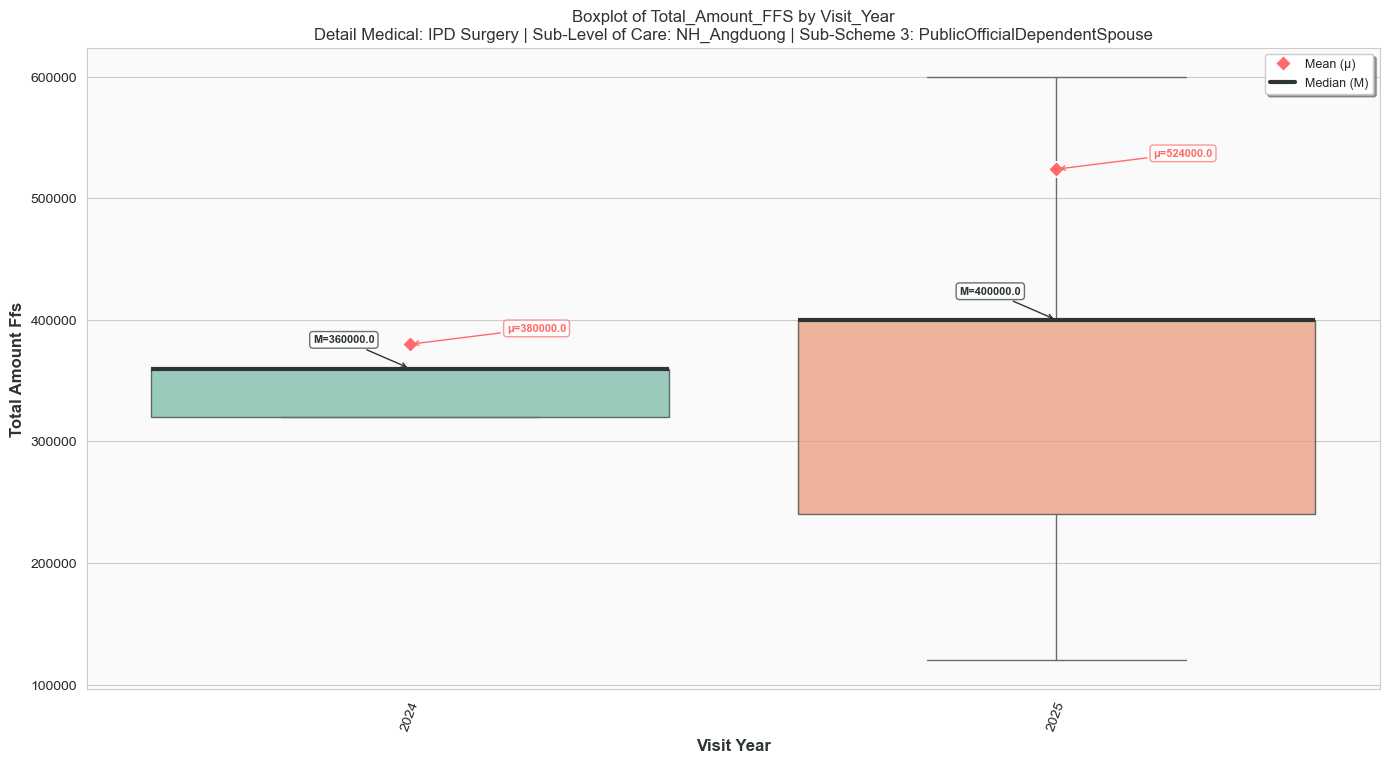 Boxplot of Total_Amount_FFS by Visit_Year
Detail Medical: IPD Surgery | Sub-Level of Care: NH_Angduong | Sub-Scheme 3: PublicOfficialDependentSpouse
Mean (μ)
Median (M)
Total Amount Ffs
600000
500000
400000
300000
200000
100000
M=360000.0
μ=380000.0
M=400000.0
μ=524000.0
2024
2025
Visit Year